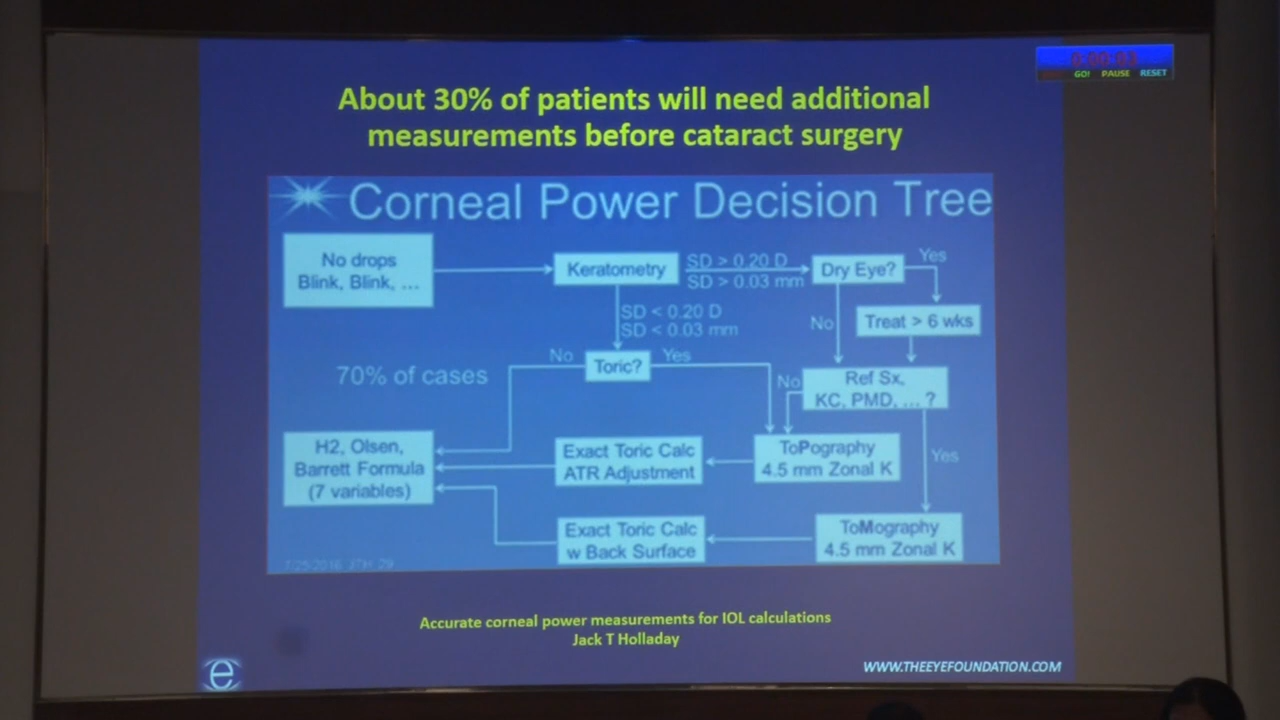 GO! PAUSE RESET
About 30% of patients will need additional
measurements before cataract surgery
Corneal Power Decision Tree
No drops
Blink, Blink, ...
Keratometry
SD > 0.20 D
SD > 0.03 mm
Dry Eye?
Yes
SD < 0.20 D
SD < 0.03 mm
No
Treat > 6 wks
No
Toric?
Yes
70% of cases
No
Ref Sx,
KC, PMD, ... ?
H2, Olsen,
Barrett Formula
(7 variables)
Exact Toric Calc
ATR Adjustment
ToPography
4.5 mm Zonal K
Yes
Exact Toric Calc
w Back Surface
ToMography
4.5 mm Zonal K
Accurate corneal power measurements for IOL calculations
Jack T Holladay
e
WWW.THEEYEFOUNDATION.COM